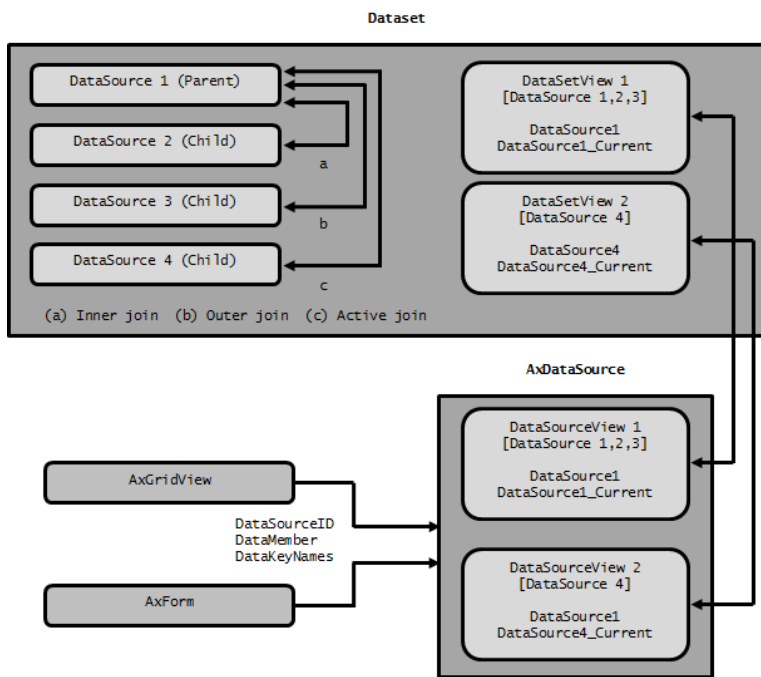 Dataset
DataSource 1 (Parent)
DataSource 2 (Child)
a
DataSource 3 (Child)
b
DataSource 4 (Child)
c
(a) Inner join (b) Outer join (c) Active join
DataSetView 1
[DataSource 1,2,3]
DataSource1
DataSource1_Current
DataSetView 2
[DataSource 4]
DataSource4
DataSource4_Current
AxDataSource
AxGridView
DataSourceID
DataMember
DataKeyNames
AxForm
DataSourceView 1
[DataSource 1,2,3]
DataSource1
DataSource1_Current
DataSourceView 2
[DataSource 4]
DataSource1
DataSource4_Current